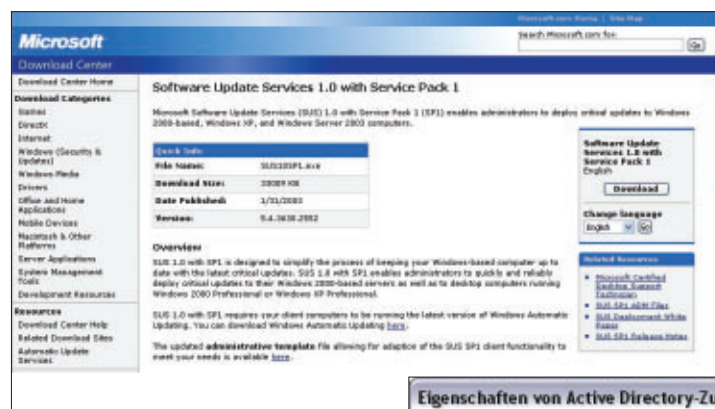 Microsoft.com Home | Site Map
Microsoft
Search Microsoft.com for:
Go
Download Center
Download Center Home
Download Categories
Games
DirectX
Internet
Windows (Security & Updates)
Windows Media
Drivers
Office and Home Applications
Mobile Devices
Macintosh & Other Platforms
Server Applications
System Management Tools
Development Resources
Resources
Download Center Help
Related Download Sites
Automatic Update Services
Software Update Services 1.0 with Service Pack 1
Microsoft Software Update Services (SUS) 1.0 with Service Pack 1 (SP1) enables administrators to deploy critical updates to Windows
2000-based, Windows XP, and Windows Server 2003 computers.
Quick Info
File Name: SUS10SP1.exe
Download Size: KB
Date Published: 1/31/2003
Version:
Overview
SUS 1.0 with SP1 is designed to simplify the process of keeping your Windows-based computer up to
date with the latest critical updates. SUS 1.0 with SP1 enables administrators to quickly and reliably
deploy critical updates to their Windows 2000-based servers as well as to desktop computers running
Windows 2000 Professional or Windows XP Professional.
SUS 1.0 with SP1 requires your client computers to be running the latest version of Windows Automatic
Updating. You can download Windows Automatic Updating here.
The updated administrative template file allowing for adaption of the SUS SP1 client functionality to
meet your needs is available here.
Software Update
Services 1.0 with
Service Pack 1
English
Download
Change language
English
Go
Related Resources
Microsoft Certified
Desktop Support
Technician
SUS SP1 ADM Files
SUS Deployment White
Paper
SUS SP1 Release Notes
Eigenschaften von Active Directory-Zu